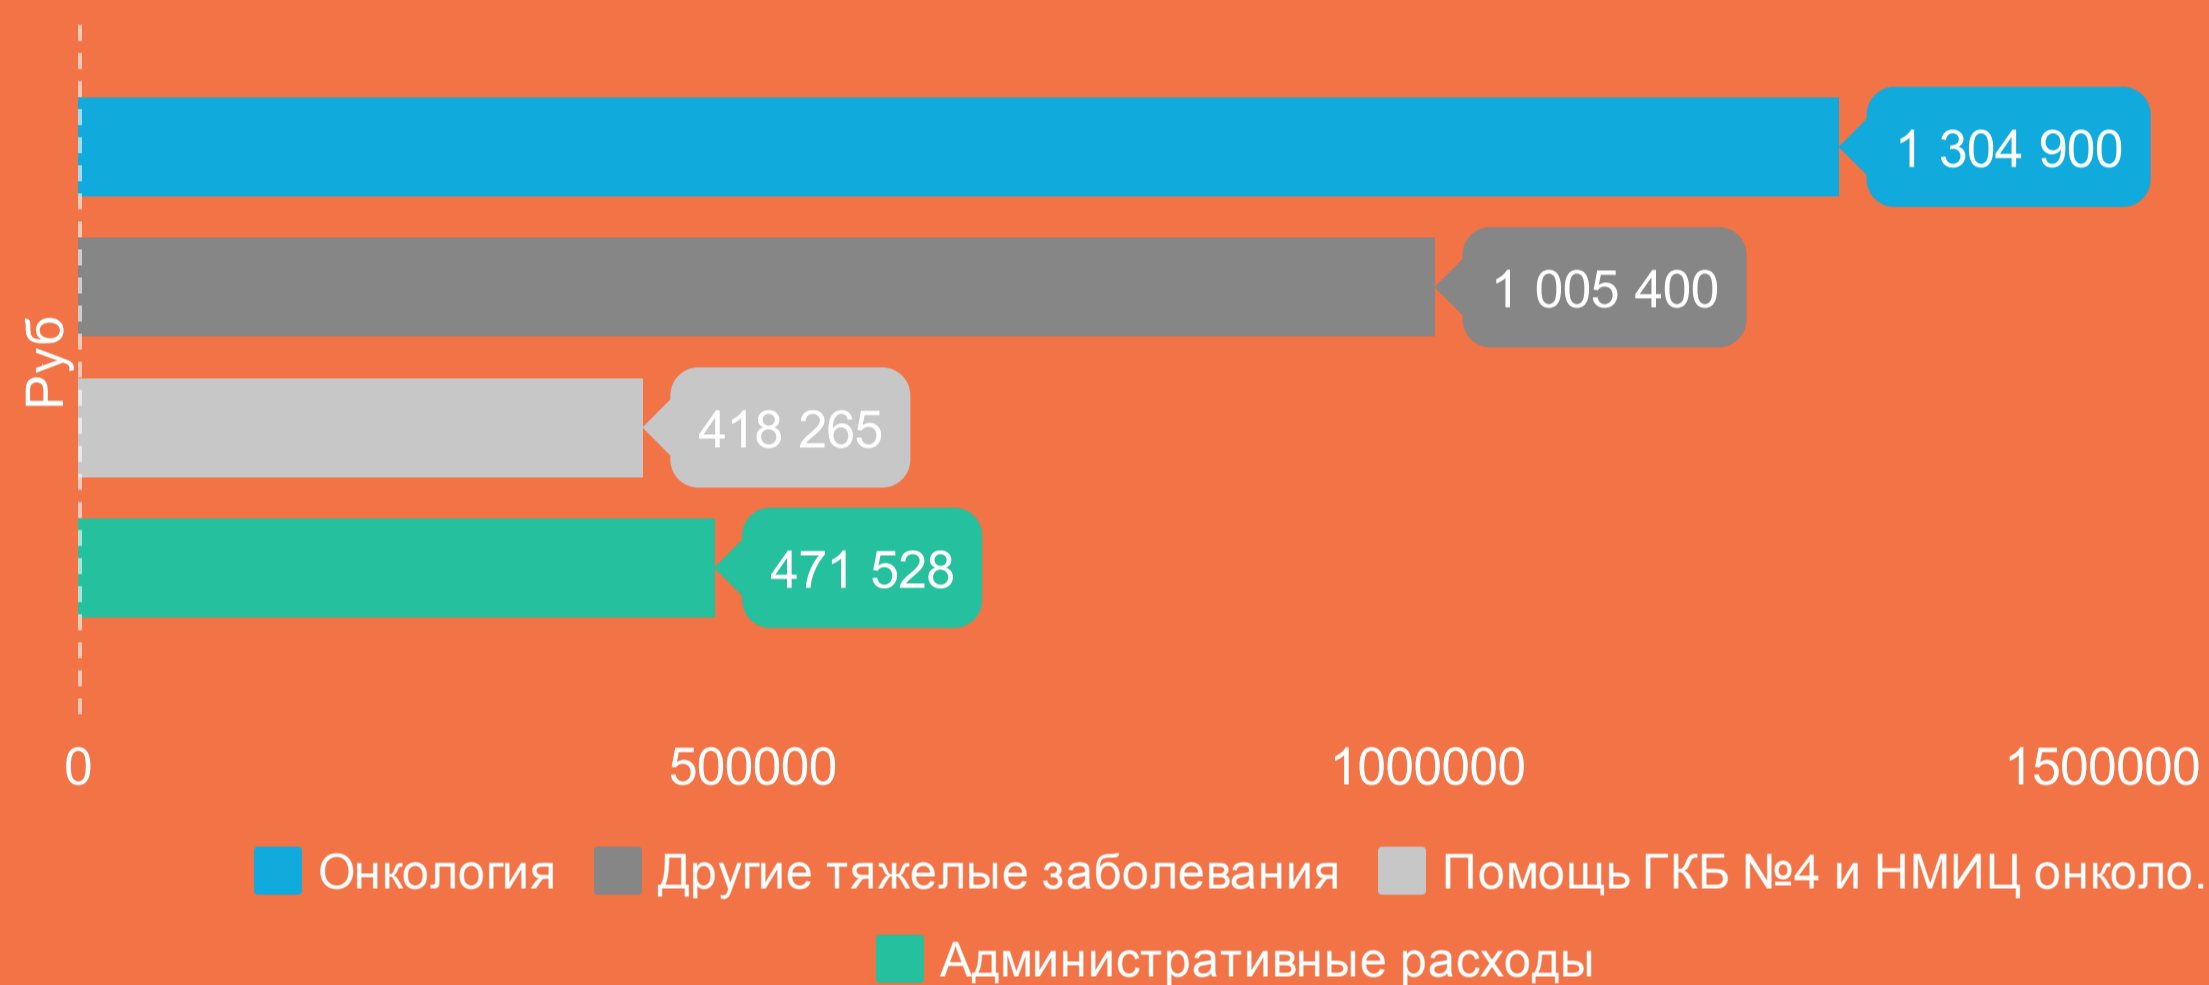 Руб
1 304 900
1 005 400
418 265
471 528
0 500000 1000000 1500000
Онкология Другие тяжелые заболевания Помощь ГКБ №4 и НМИЦ онколо.
Административные расходы